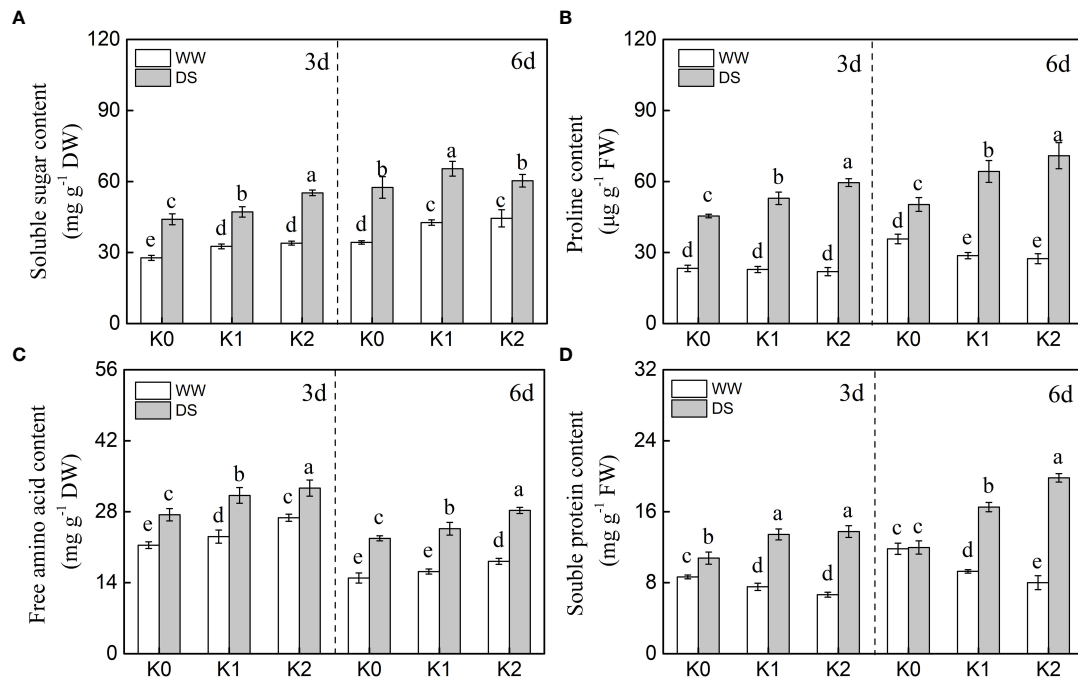 A
Soluble sugar content
(mg g⁻¹ DW)
120
90
60
30
0
WW
DS
3d
6d
e c d b d a d b c a c b
K0 K1 K2 K0 K1 K2
B
Proline content
(μg g⁻¹ FW)
120
90
60
30
0
WW
DS
3d
6d
d c d b d a d c e b e a
K0 K1 K2 K0 K1 K2
C
Free amino acid content
(mg g⁻¹ DW)
56
42
28
14
0
WW
DS
3d
6d
e c d b c a e c e b d a
K0 K1 K2 K0 K1 K2
D
Souble protein content
(mg g⁻¹ FW)
32
24
16
8
0
WW
DS
3d
6d
c b d a d a c c d b e a
K0 K1 K2 K0 K1 K2